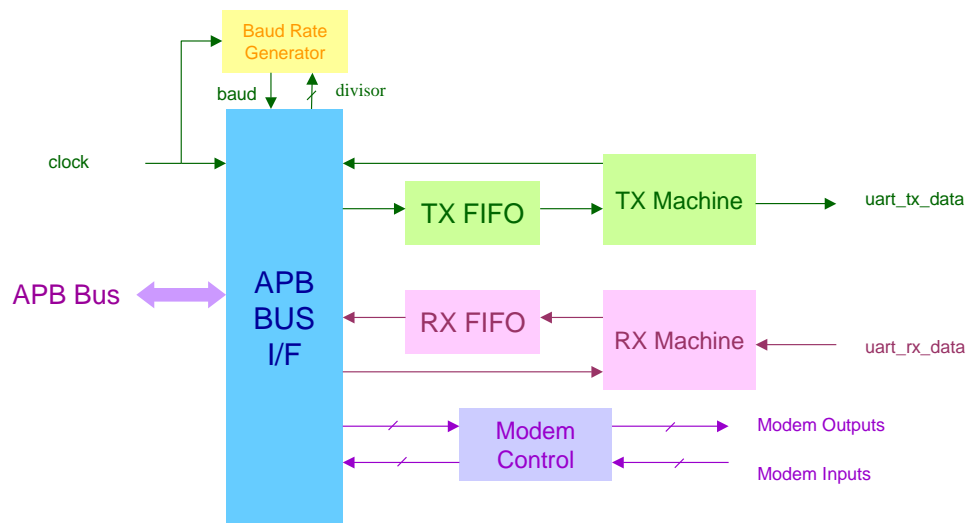 Baud Rate
Generator
baud
divisor
clock
TX FIFO
TX Machine
uart_tx_data
APB Bus
APB
BUS
I/F
RX FIFO
RX Machine
uart_rx_data
Modem
Control
Modem Outputs
Modem Inputs